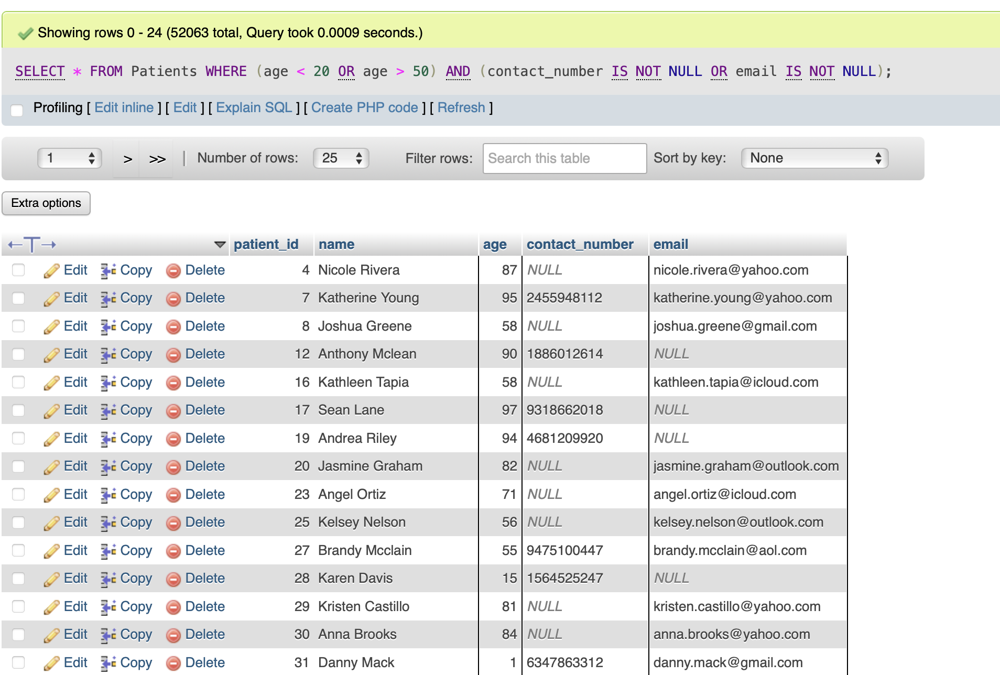 Showing rows 0 - 24 (52063 total, Query took 0.0009 seconds.)
SELECT * FROM Patients WHERE (age < 20 OR age > 50) AND (contact_number IS NOT NULL OR email IS NOT NULL);
Profiling [ Edit inline ] [ Edit ] [ Explain SQL ] [ Create PHP code ] [ Refresh ]
1 > >> | Number of rows: 25 Filter rows: Search this table Sort by key: None
Extra options
←T→ patient_id name age contact_number email
Edit Copy Delete 4 Nicole Rivera 87 NULL nicole.rivera@yahoo.com
Edit Copy Delete 7 Katherine Young 95 2455948112 katherine.young@yahoo.com
Edit Copy Delete 8 Joshua Greene 58 NULL joshua.greene@gmail.com
Edit Copy Delete 12 Anthony Mclean 90 1886012614 NULL
Edit Copy Delete 16 Kathleen Tapia 58 NULL kathleen.tapia@icloud.com
Edit Copy Delete 17 Sean Lane 97 9318662018 NULL
Edit Copy Delete 19 Andrea Riley 94 4681209920 NULL
Edit Copy Delete 20 Jasmine Graham 82 NULL jasmine.graham@outlook.com
Edit Copy Delete 23 Angel Ortiz 71 NULL angel.ortiz@icloud.com
Edit Copy Delete 25 Kelsey Nelson 56 NULL kelsey.nelson@outlook.com
Edit Copy Delete 27 Brandy Mcclain 55 9475100447 brandy.mcclain@aol.com
Edit Copy Delete 28 Karen Davis 15 1564525247 NULL
Edit Copy Delete 29 Kristen Castillo 81 NULL kristen.castillo@yahoo.com
Edit Copy Delete 30 Anna Brooks 84 NULL anna.brooks@yahoo.com
Edit Copy Delete 31 Danny Mack 1 6347863312 danny.mack@gmail.com